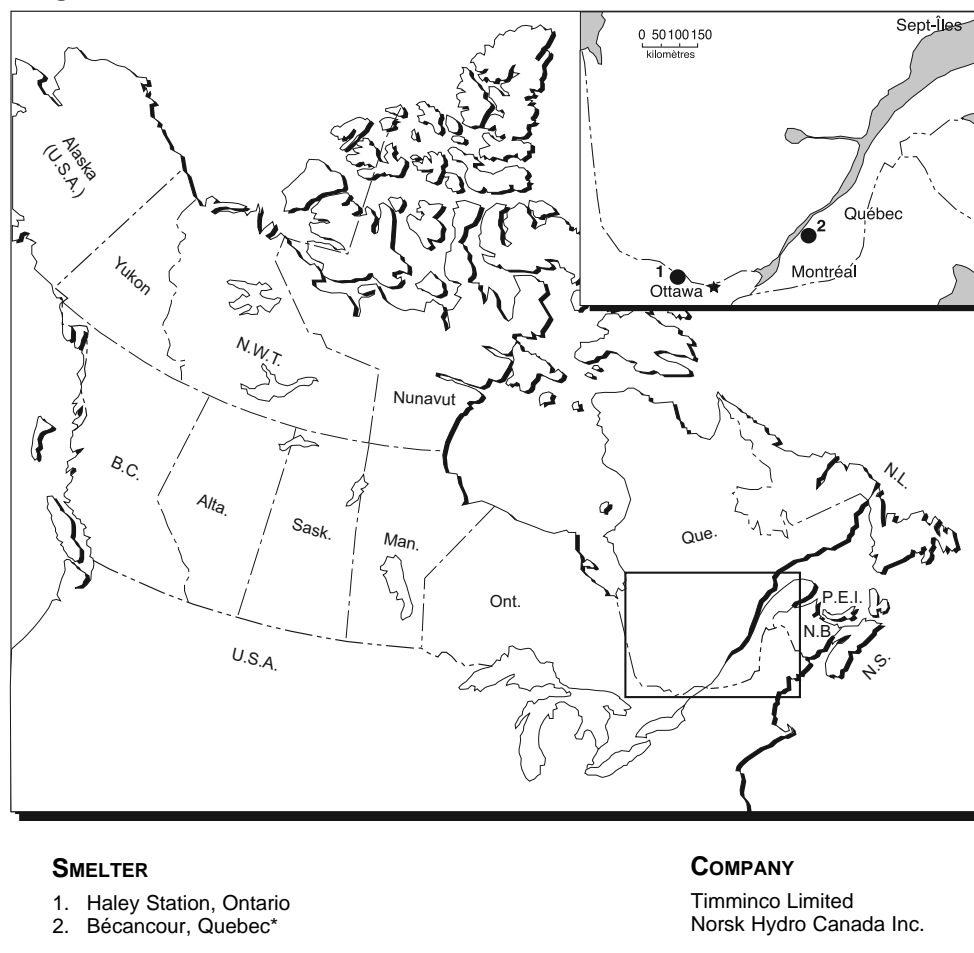 Sept-Îles
0 50 100 150
kilomètres
Québec
2
Montréal
1
Ottawa
Alaska
(U.S.A.)
Yukon
N.W.T.
Nunavut
B.C.
Alta.
Sask.
Man.
Ont.
Que.
N.L.
P.E.I.
N.B.
N.S.
U.S.A.
SMELTER
1. Haley Station, Ontario
2. Bécancour, Quebec*
COMPANY
Timminco Limited
Norsk Hydro Canada Inc.